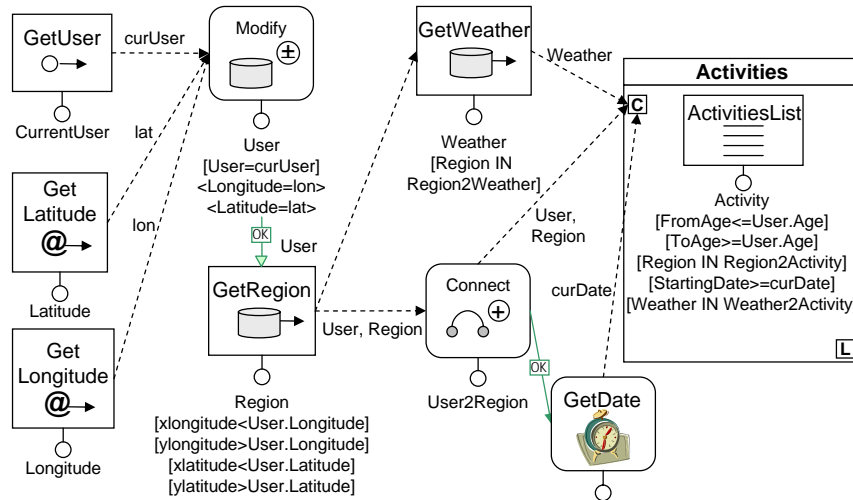 GetUser
CurrentUser
curUser
Modify
User
[User=curUser]
<Longitude=lon>
<Latitude=lat>
lat
lon
Get
Latitude
@
Latitude
Get
Longitude
@
Longitude
OK
User
GetRegion
Region
[xlongitude<User.Longitude]
[ylongitude>User.Longitude]
[xlatitude<User.Latitude]
[ylatitude>User.Latitude]
User, Region
GetWeather
Weather
[Region IN
Region2Weather]
Weather
Connect
User2Region
User,
Region
OK
GetDate
curDate
Activities
C
ActivitiesList
Activity
[FromAge<=User.Age]
[ToAge>=User.Age]
[Region IN Region2Activity]
[StartingDate>=curDate]
[Weather IN Weather2Activity
L